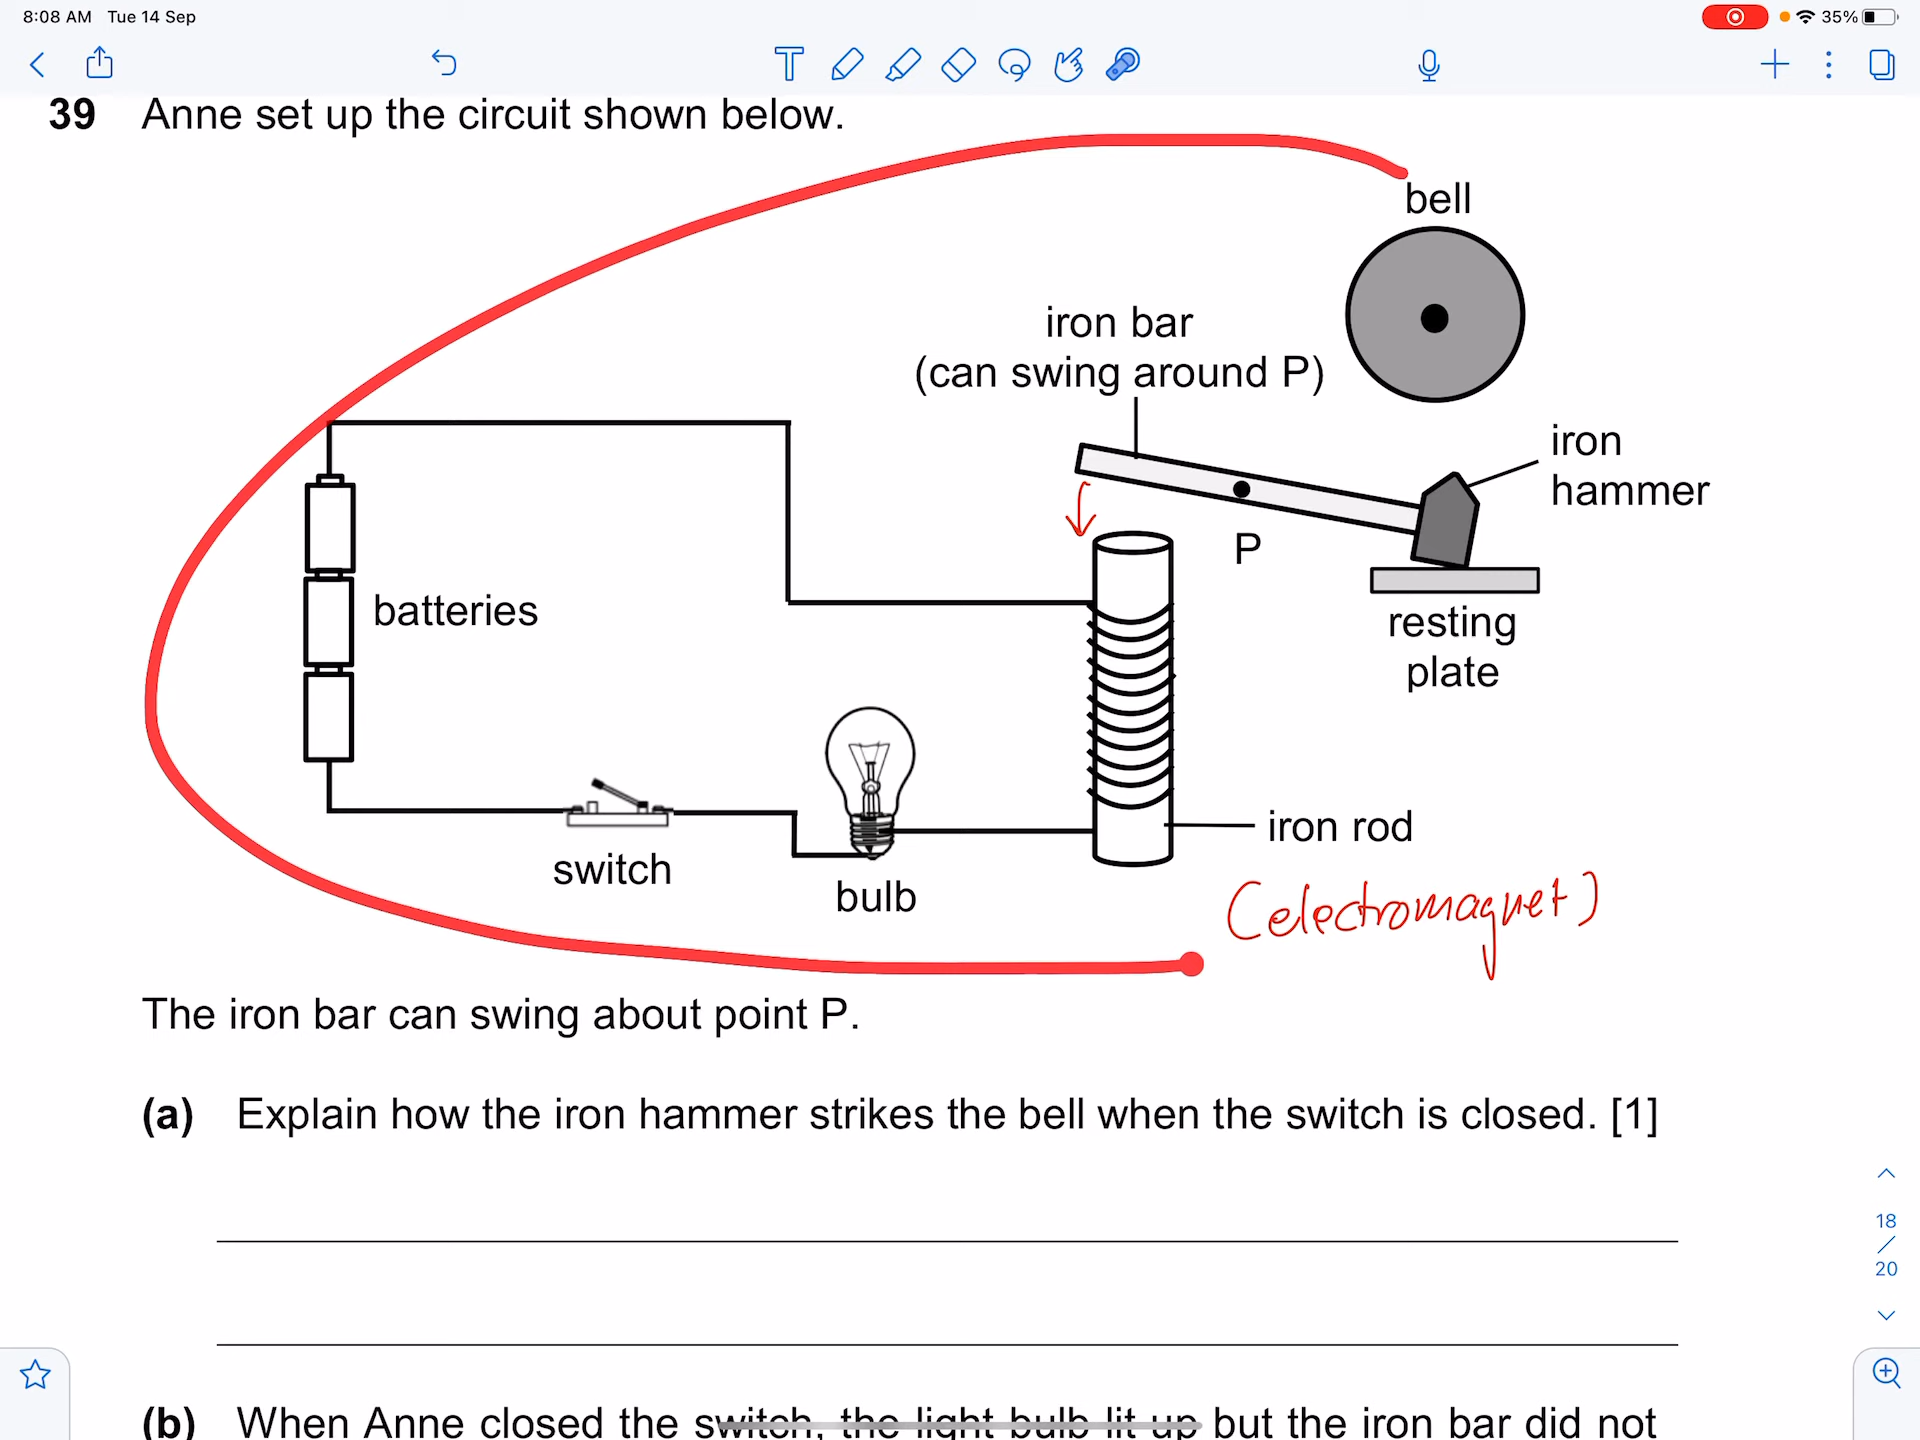 8:08 AM Tue 14 Sep
35%
39 Anne set up the circuit shown below.
bell
iron bar
(can swing around P)
iron
hammer
P
batteries
resting
plate
switch
bulb
iron rod
(electromagnet)
The iron bar can swing about point P.
(a) Explain how the iron hammer strikes the bell when the switch is closed. [1]
18
/
20
(b) When Anne closed the switch, the light bulb lit up but the iron bar did not